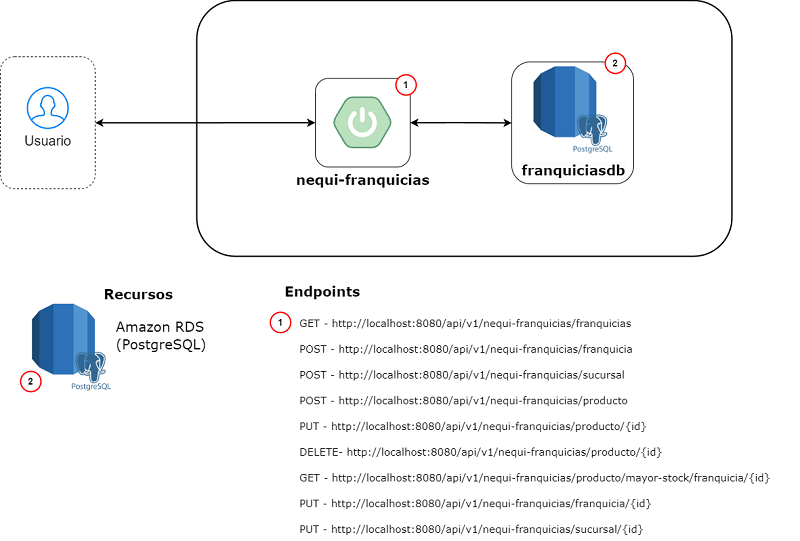 1
2
Usuario
PostgreSQL
nequi-franquicias
franquiciasdb
Recursos
Amazon RDS
(PostgreSQL)
PostgreSQL
2
Endpoints
1
GET - http://localhost:8080/api/v1/nequi-franquicias/franquicias
POST - http://localhost:8080/api/v1/nequi-franquicias/franquicia
POST - http://localhost:8080/api/v1/nequi-franquicias/sucursal
POST - http://localhost:8080/api/v1/nequi-franquicias/producto
PUT - http://localhost:8080/api/v1/nequi-franquicias/producto/{id}
DELETE- http://localhost:8080/api/v1/nequi-franquicias/producto/{id}
GET - http://localhost:8080/api/v1/nequi-franquicias/producto/mayor-stock/franquicia/{id}
PUT - http://localhost:8080/api/v1/nequi-franquicias/franquicia/{id}
PUT - http://localhost:8080/api/v1/nequi-franquicias/sucursal/{id}